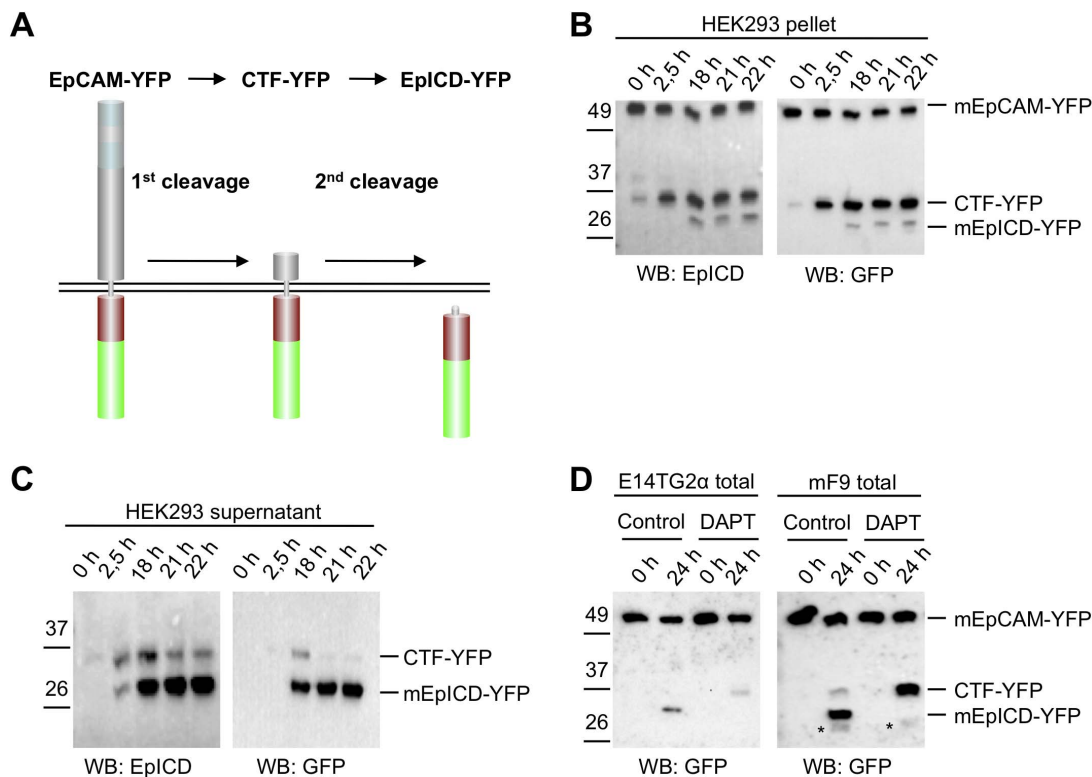 A
EpCAM-YFP → CTF-YFP → EpICD-YFP
1st cleavage
2nd cleavage
B
HEK293 pellet
0 h 2,5 h 18 h 21 h 22 h 0 h 2,5 h 18 h 21 h 22 h
49
37
26
mEpCAM-YFP
CTF-YFP
mEpICD-YFP
WB: EpICD WB: GFP
C
HEK293 supernatant
0 h 2,5 h 18 h 21 h 22 h 0 h 2,5 h 18 h 21 h 22 h
37
26
CTF-YFP
mEpICD-YFP
WB: EpICD WB: GFP
D
E14TG2α total mF9 total
Control DAPT Control DAPT
0 h 24 h 0 h 24 h 0 h 24 h 0 h 24 h
49 49
37 37
26 26
mEpCAM-YFP
CTF-YFP
mEpICD-YFP
* *
WB: GFP WB: GFP